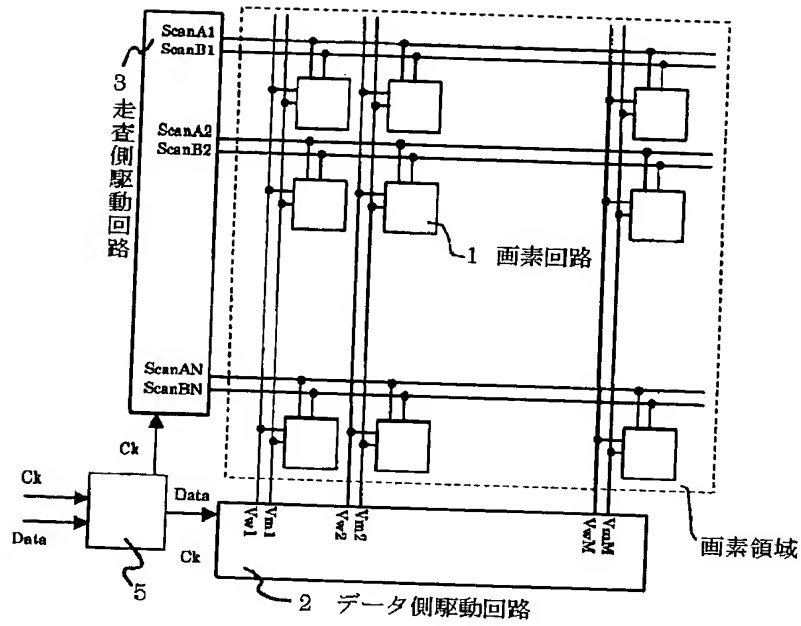 ScanA1
ScanB1
3
走査側駆動回路
ScanA2
ScanB2
1 画素回路
ScanAN
ScanBN
Ck
Ck
Data
Data
Vw1
Vm1
Vw2
Vm2
VwM
VmM
Ck
画素領域
5
2 データ側駆動回路